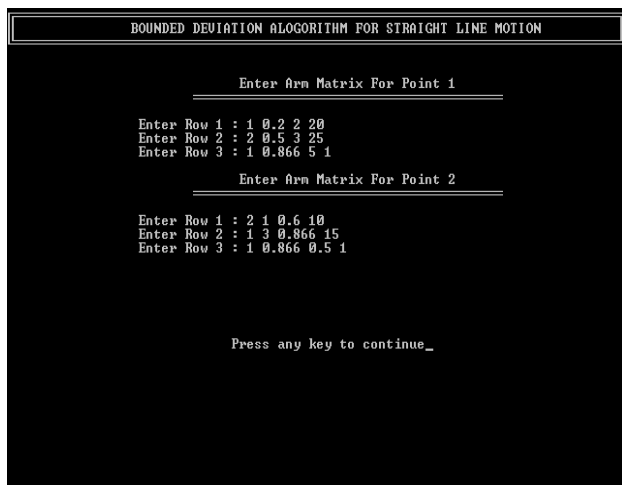 BOUNDED DEVIATION ALOGORITHM FOR STRAIGHT LINE MOTION
Enter Arm Matrix For Point 1
Enter Row 1 : 1 0.2 2 20
Enter Row 2 : 2 0.5 3 25
Enter Row 3 : 1 0.866 5 1
Enter Arm Matrix For Point 2
Enter Row 1 : 2 1 0.6 10
Enter Row 2 : 1 3 0.866 15
Enter Row 3 : 1 0.866 0.5 1
Press any key to continue_